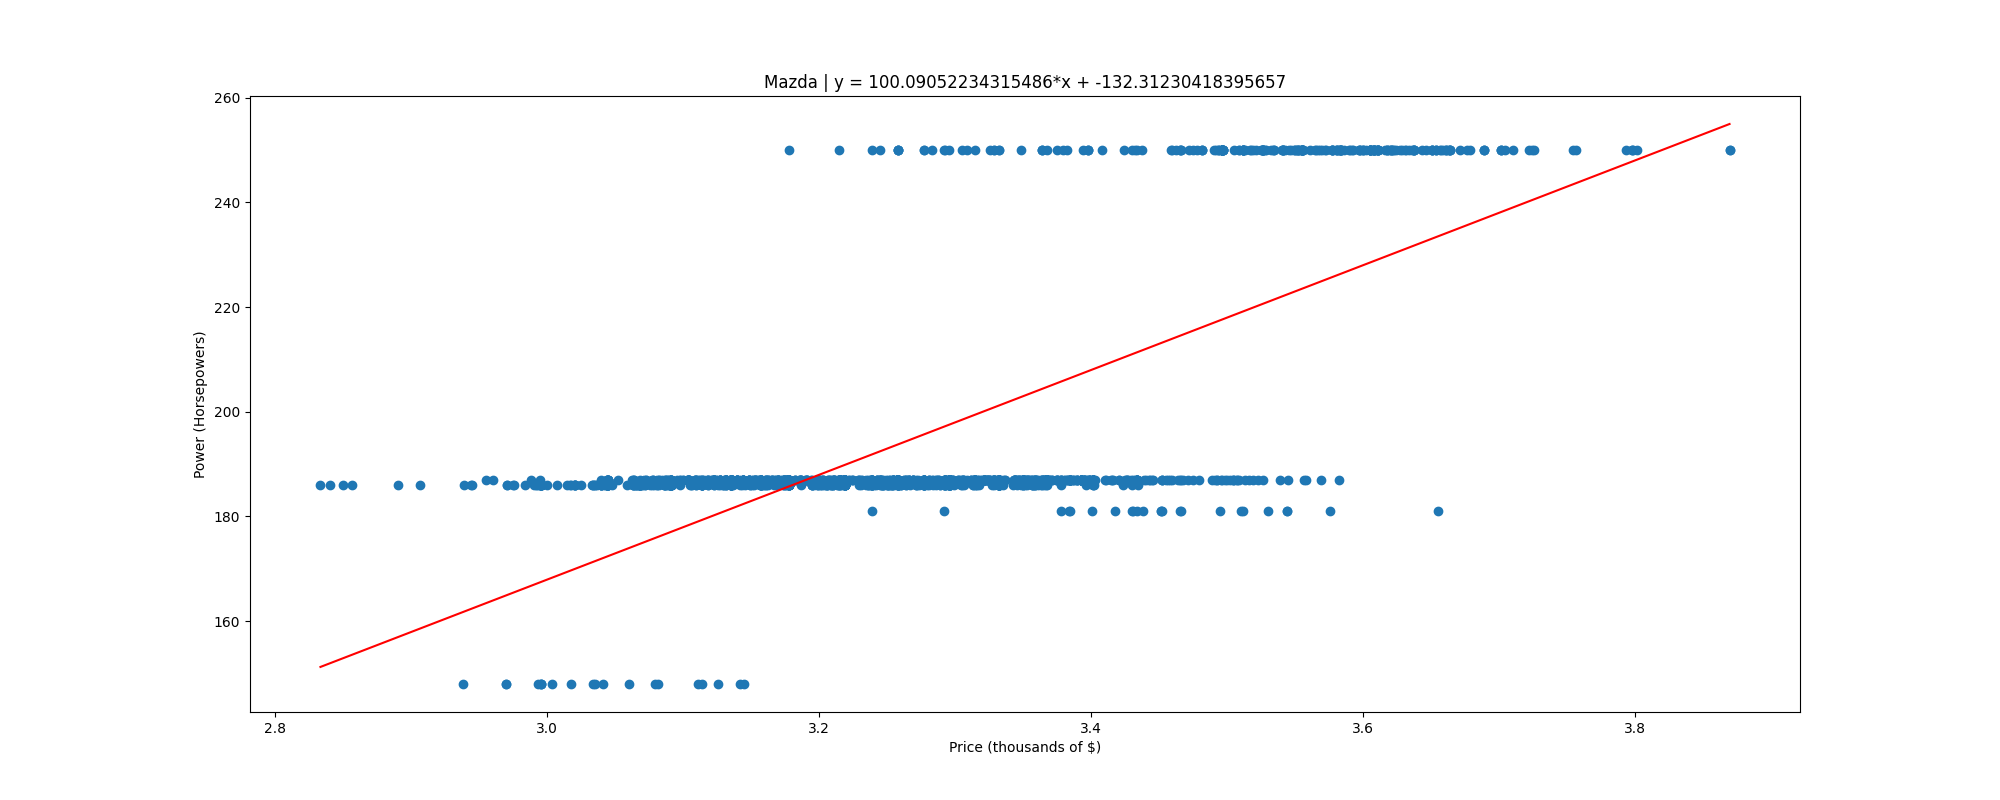 Mazda | y = 100.09052234315486*x + -132.31230418395657
260
240
220
200
180
160
Power (Horsepowers)
2.8 3.0 3.2 3.4 3.6 3.8
Price (thousands of $)